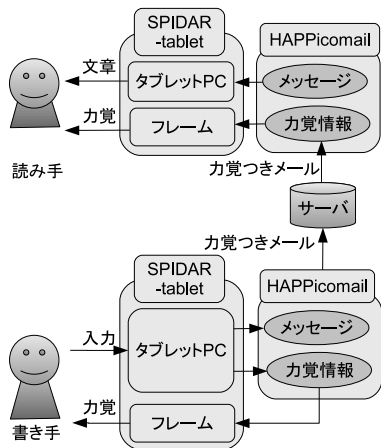 SPIDAR
-tablet
HAPPicomail
文章
タブレットPC
メッセージ
力覚
フレーム
力覚情報
読み手
力覚つきメール
サーバ
力覚つきメール
SPIDAR
-tablet
HAPPicomail
入力
タブレットPC
メッセージ
力覚情報
書き手
力覚
フレーム